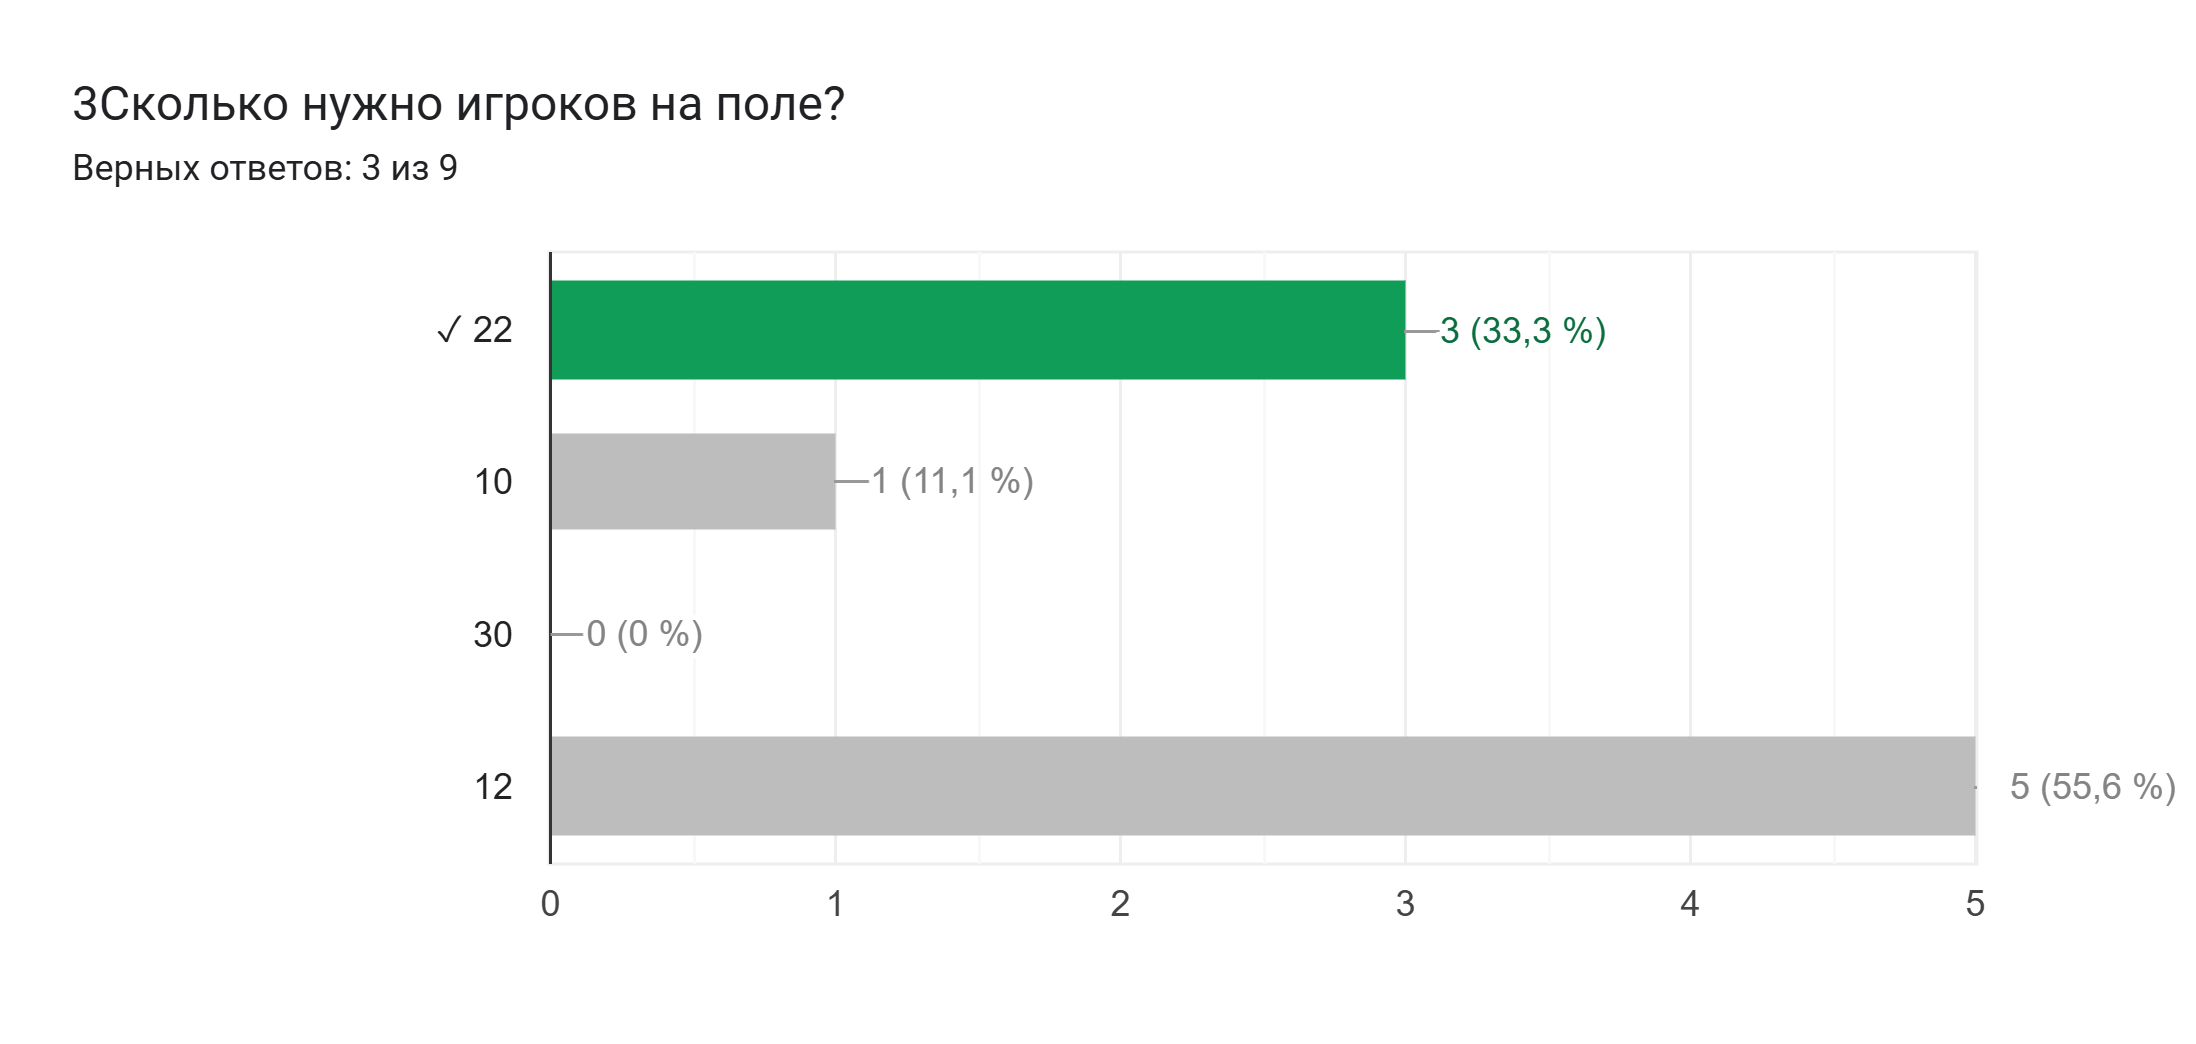 3Сколько нужно игроков на поле?
Верных ответов: 3 из 9
✓ 22
3 (33,3 %)
10
1 (11,1 %)
30
0 (0 %)
12
5 (55,6 %)
0 1 2 3 4 5